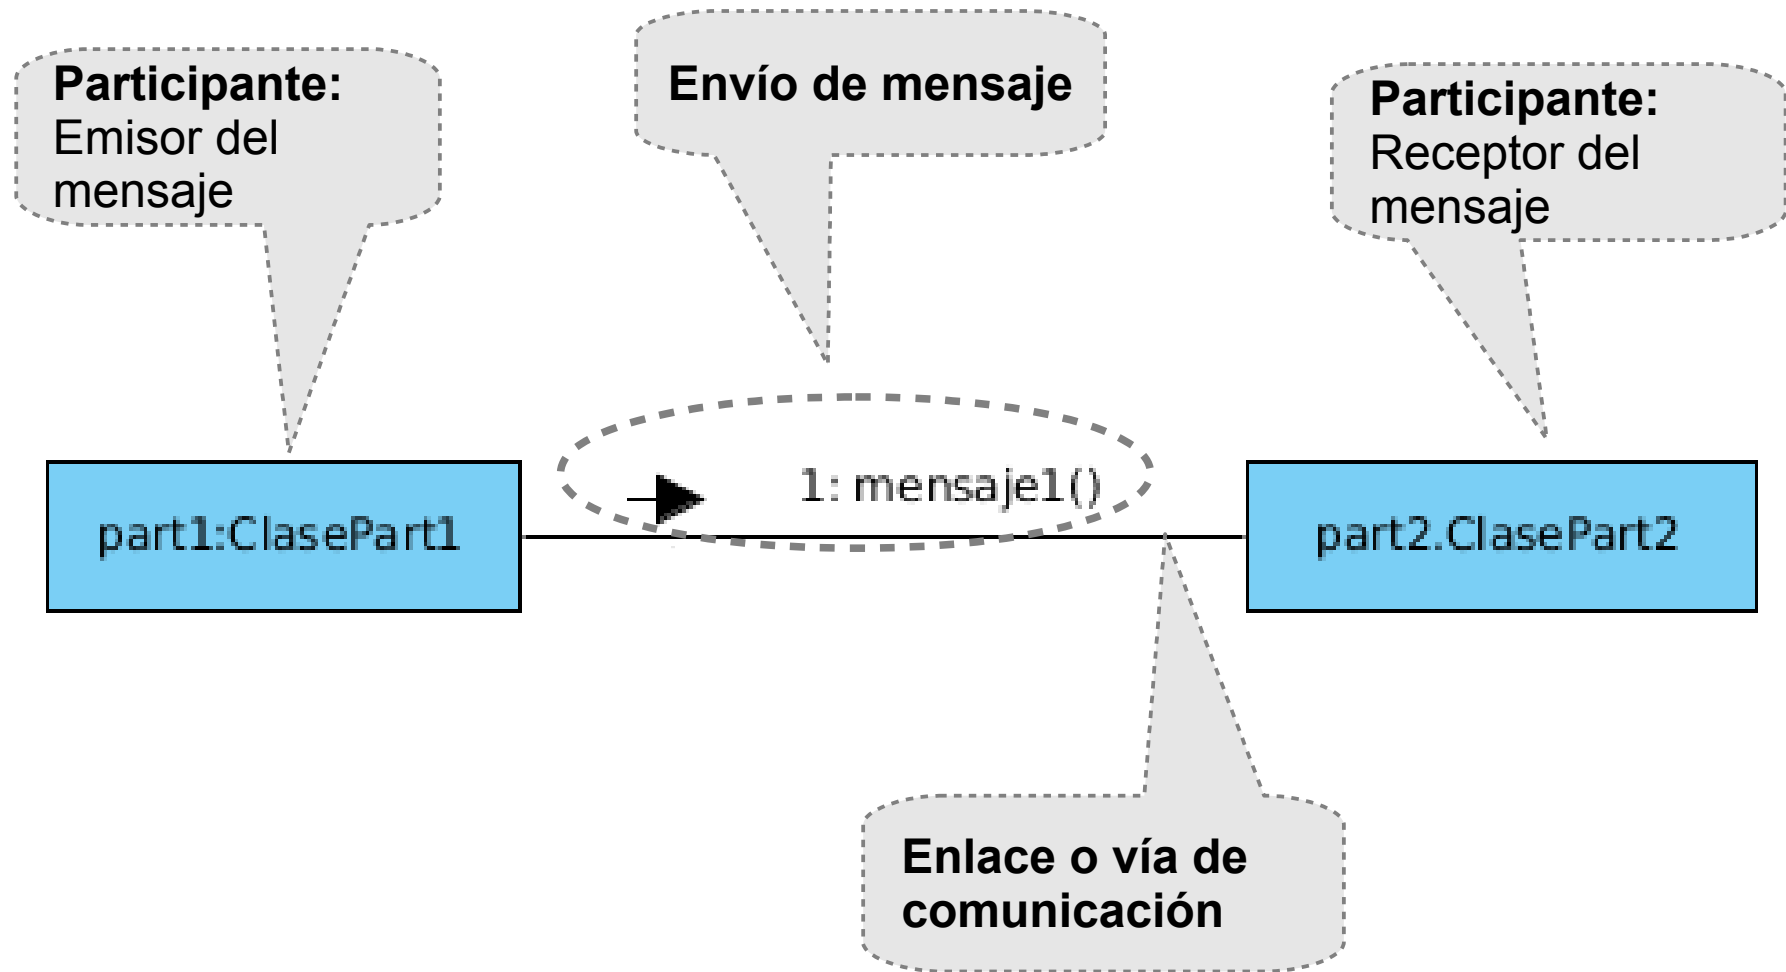 Participante:
Emisor del
mensaje
Envío de mensaje
Participante:
Receptor del
mensaje
1: mensaje1()
part1:ClasePart1
part2.ClasePart2
Enlace o vía de
comunicación